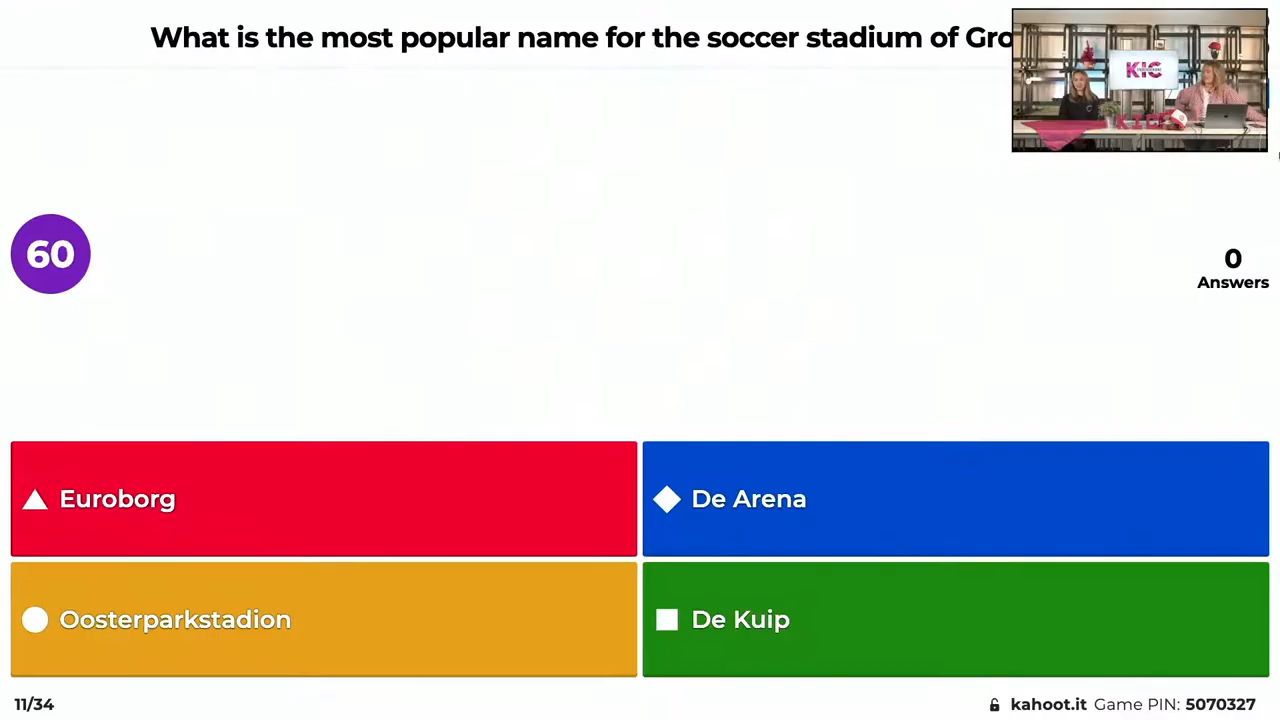 What is the most popular name for the soccer stadium of Gro
KIC
60
0
Answers
Euroborg
De Arena
Oosterparkstadion
De Kuip
11/34
kahoot.it Game PIN: 5070327